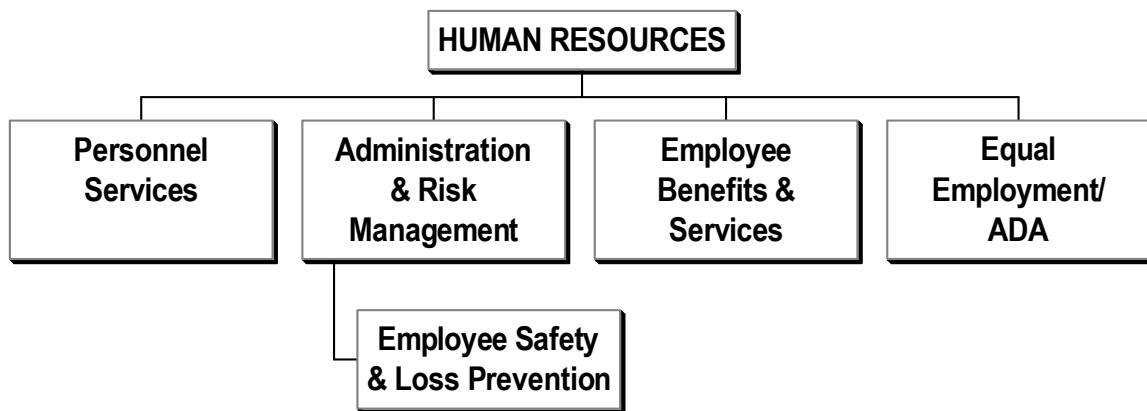 HUMAN RESOURCES
Personnel
Services
Administration
& Risk
Management
Employee
Benefits &
Services
Equal
Employment/
ADA
Employee Safety
& Loss Prevention